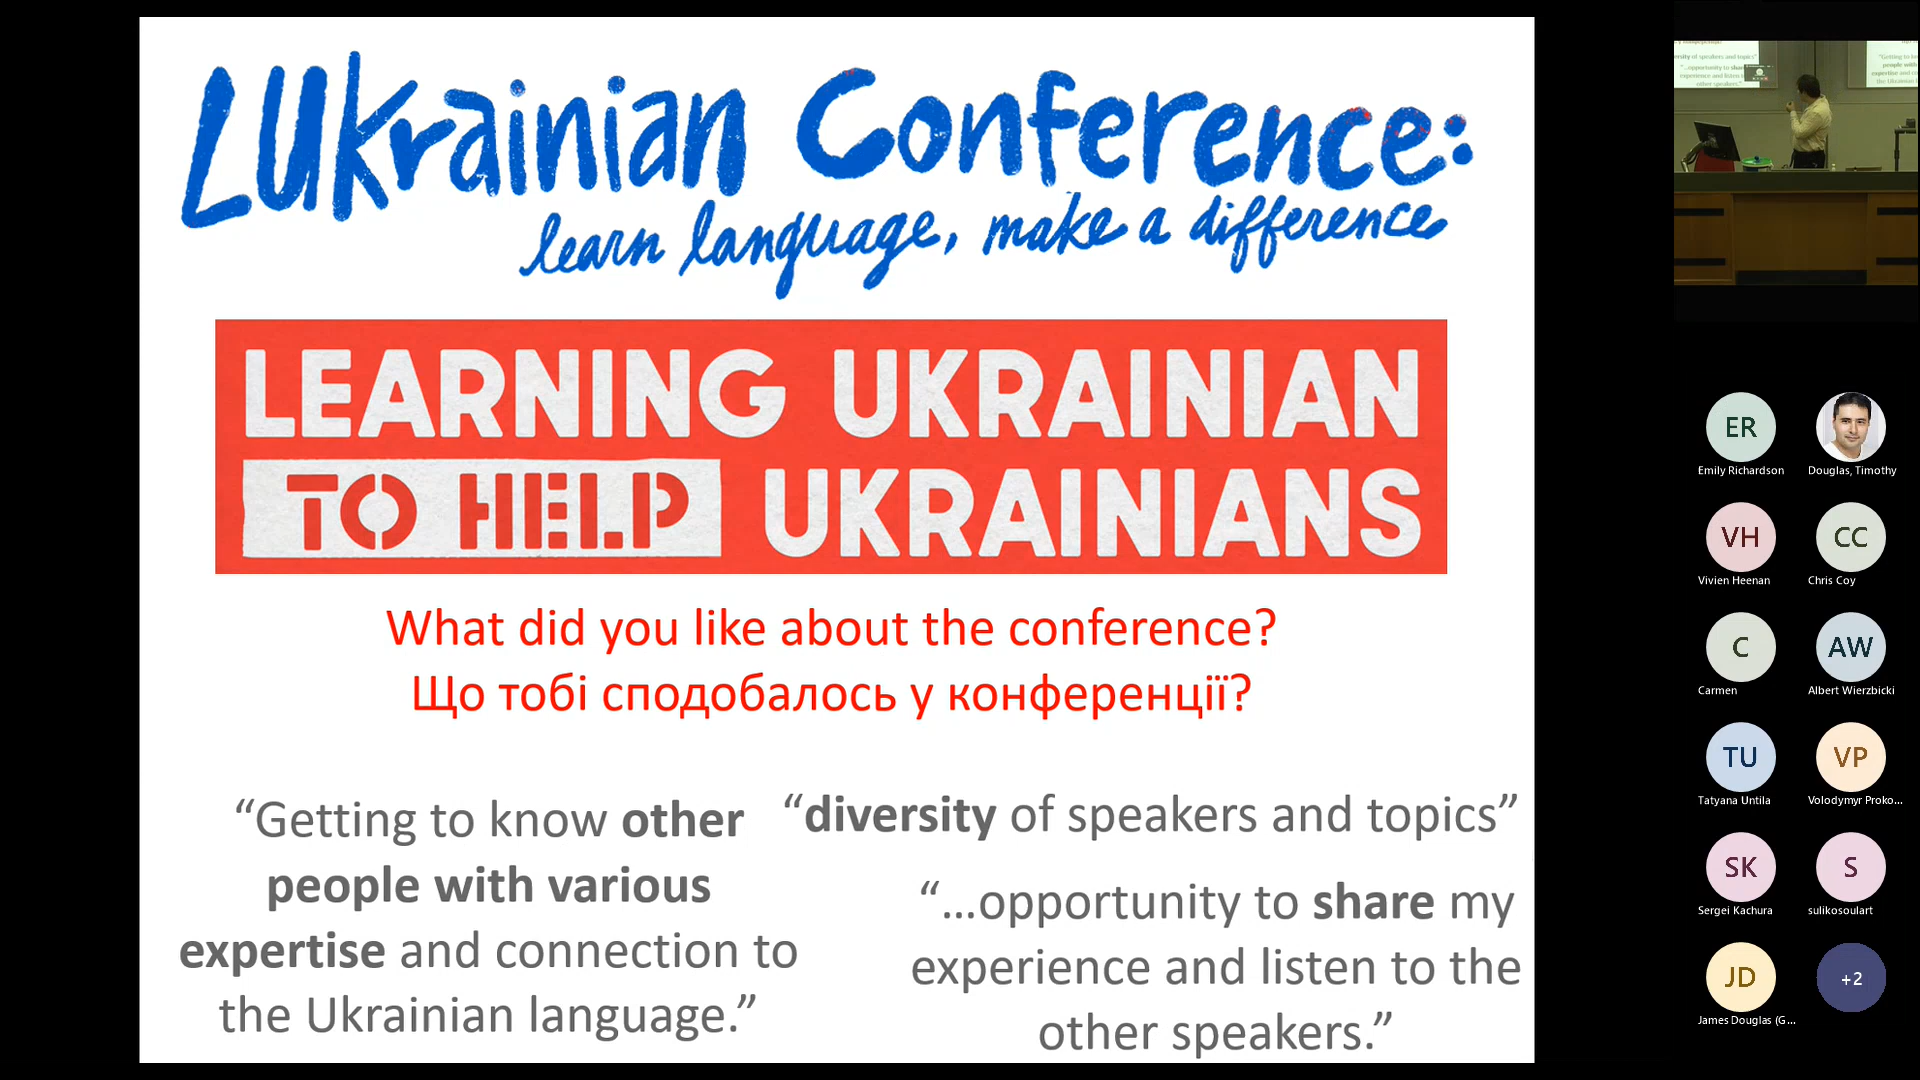 LUkrainian Conference:
learn language, make a difference
LEARNING UKRAINIAN
TO HELP UKRAINIANS
What did you like about the conference?
Що тобі сподобалось у конференції?
“Getting to know other
people with various
expertise and connection to
the Ukrainian language.”
“diversity of speakers and topics”
“...opportunity to share my
experience and listen to the
other speakers.”
ER
Emily Richardson
Douglas, Timothy
VH
Vivien Heenan
CC
Chris Coy
C
Carmen
AW
Albert Wierzbicki
TU
Tatyana Untila
VP
Volodymyr Proko...
SK
Sergei Kachura
S
sulikosoulart
JD
James Douglas (G...
+2